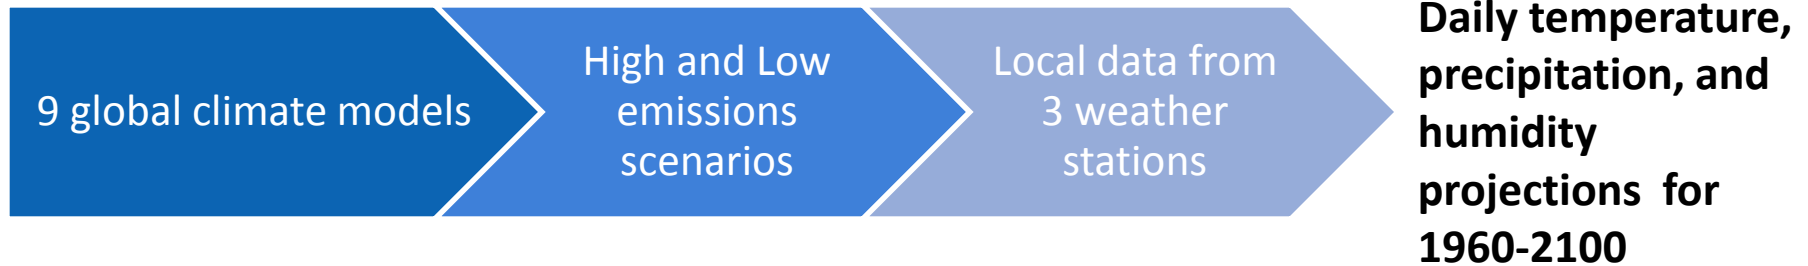 9 global climate models
High and Low
emissions
scenarios
Local data from
3 weather
stations
Daily temperature,
precipitation, and
humidity
projections  for
1960-2100